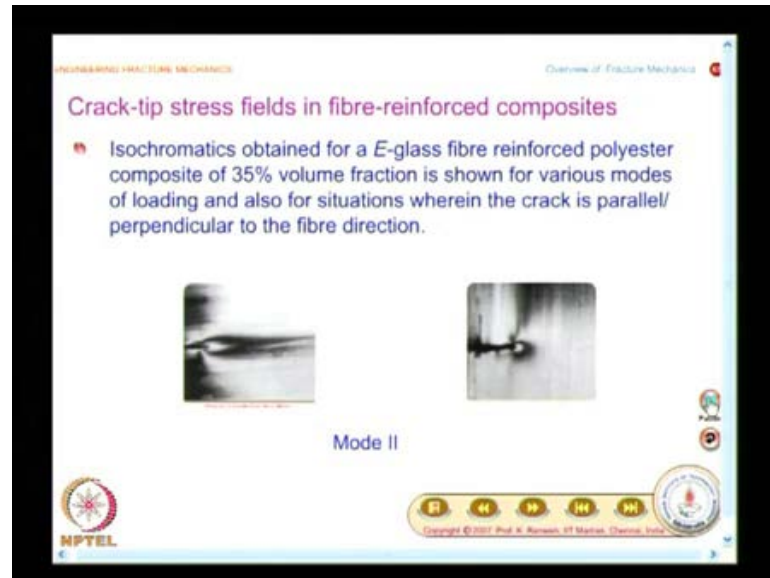 ENGINEERING FRACTURE MECHANICS
Overview of Fracture Mechanics
Crack-tip stress fields in fibre-reinforced composites
Isochromatics obtained for a E-glass fibre reinforced polyester
composite of 35% volume fraction is shown for various modes
of loading and also for situations wherein the crack is parallel/
perpendicular to the fibre direction.
Mode II
NPTEL
Copyright © 2007 Prof. K. Ramesh, IIT Madras, Chennai, India